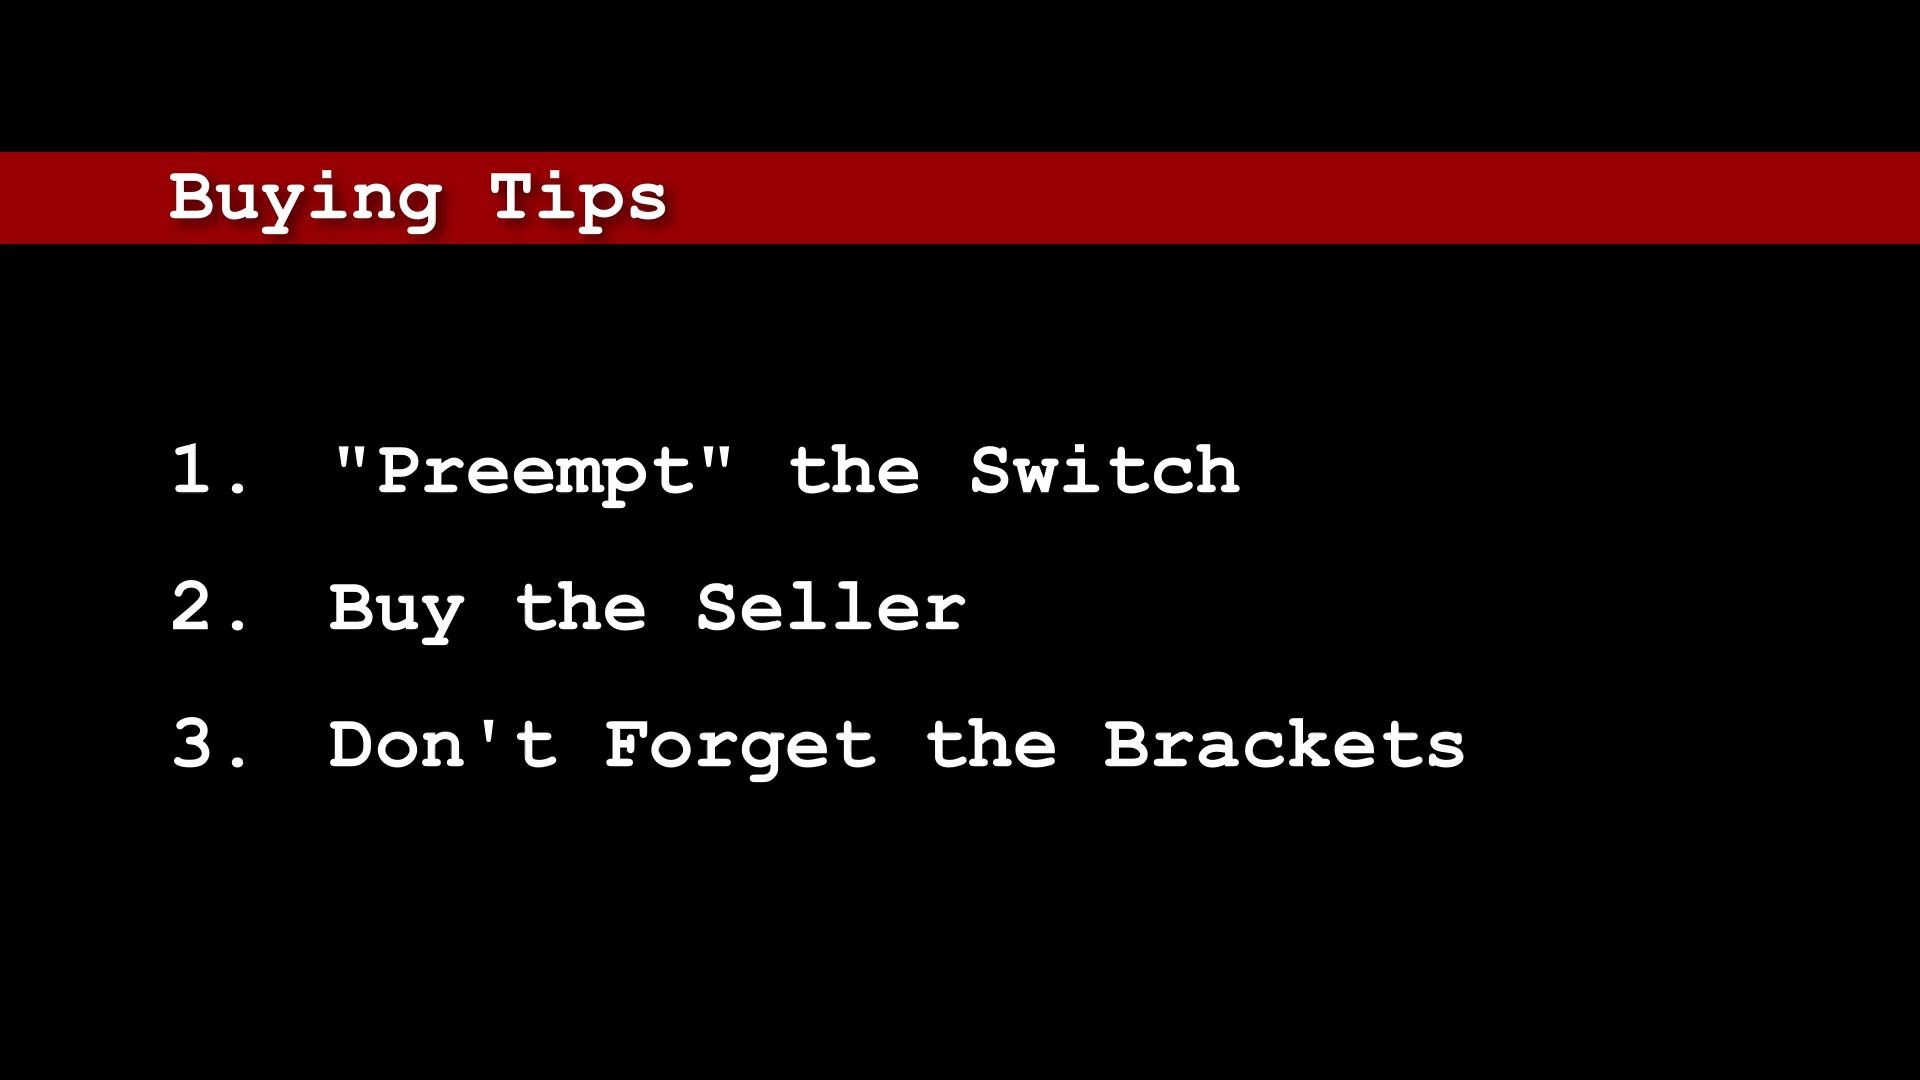 Buying Tips
1. "Preempt" the Switch
2. Buy the Seller
3. Don't Forget the Brackets